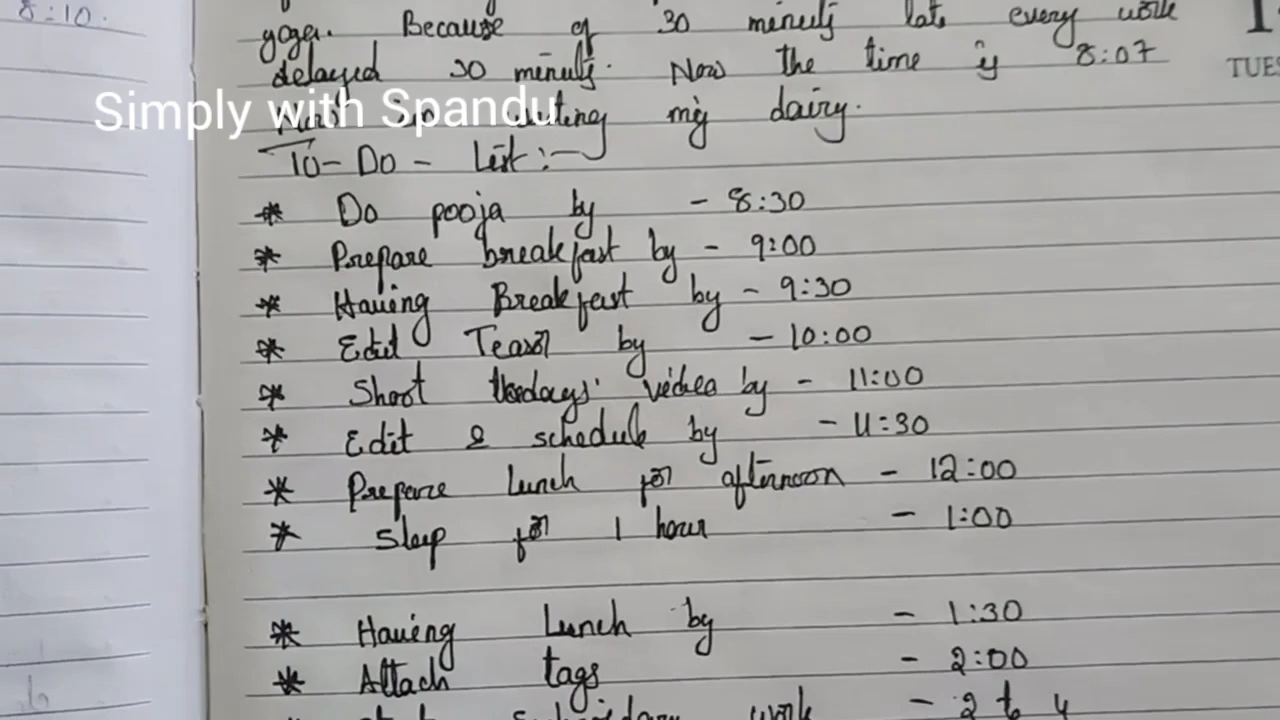 8:10.
yoga. Because of 30 minuts late every work
delayed 30 minuts. Now the time is 8:07
TUES
Simply with Spandu
my dairy.
To-Do- List:-
* Do pooja by - 8:30
* Prepare breakfast by - 9:00
* Having Breakfast by - 9:30
* Edit Teasor by - 10:00
* Shoot video by - 11:00
* Edit & schedule by - 11:30
* Prepare Lunch for afternoon - 12:00
* Sleep for 1 hour - 1:00
* Having Lunch by - 1:30
* Attach tags - 2:00
work - 2 to 4